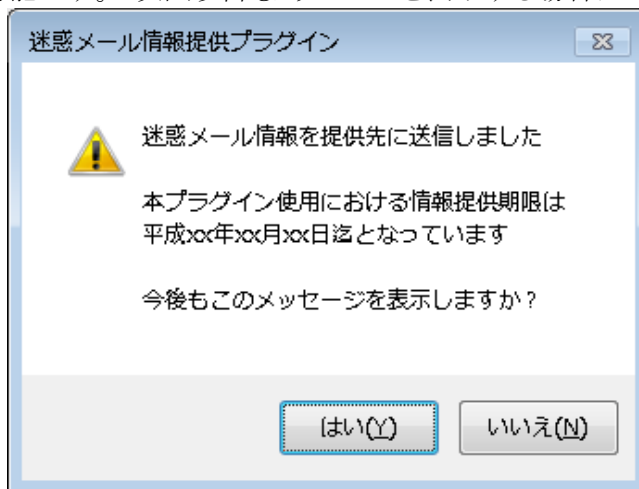 迷惑メール情報提供プラグイン
迷惑メール情報を提供先に送信しました
本プラグイン使用における情報提供期限は
平成xx年xx月xx日迄となっています
今後もこのメッセージを表示しますか？
はい(Y)
いいえ(N)